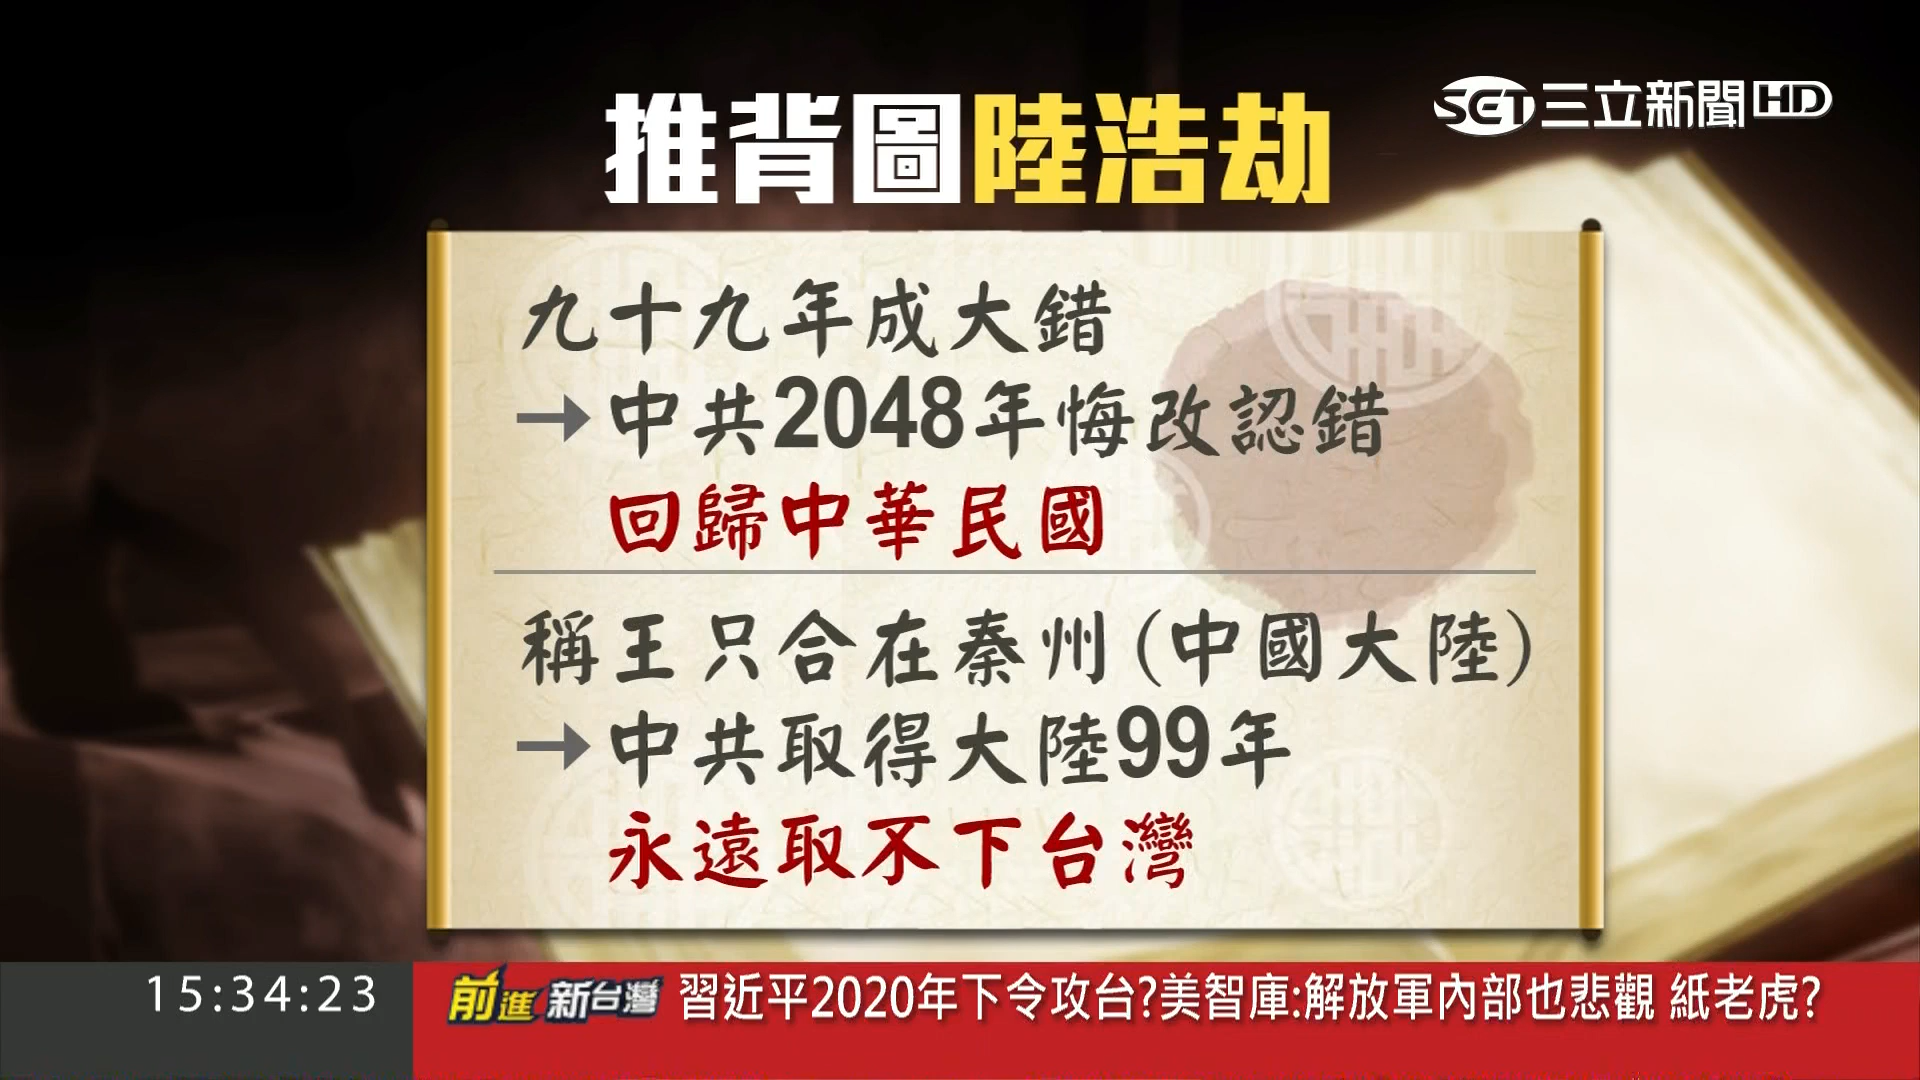 推背圖陸浩劫
SET三立新聞HD
九十九年成大錯
→中共2048年悔改認錯
回歸中華民國
稱王只合在秦州(中國大陸)
→中共取得大陸99年
永遠取不下台灣
15:34:23
前進新台灣
習近平2020年下令攻台?美智庫:解放軍內部也悲觀 紙老虎?